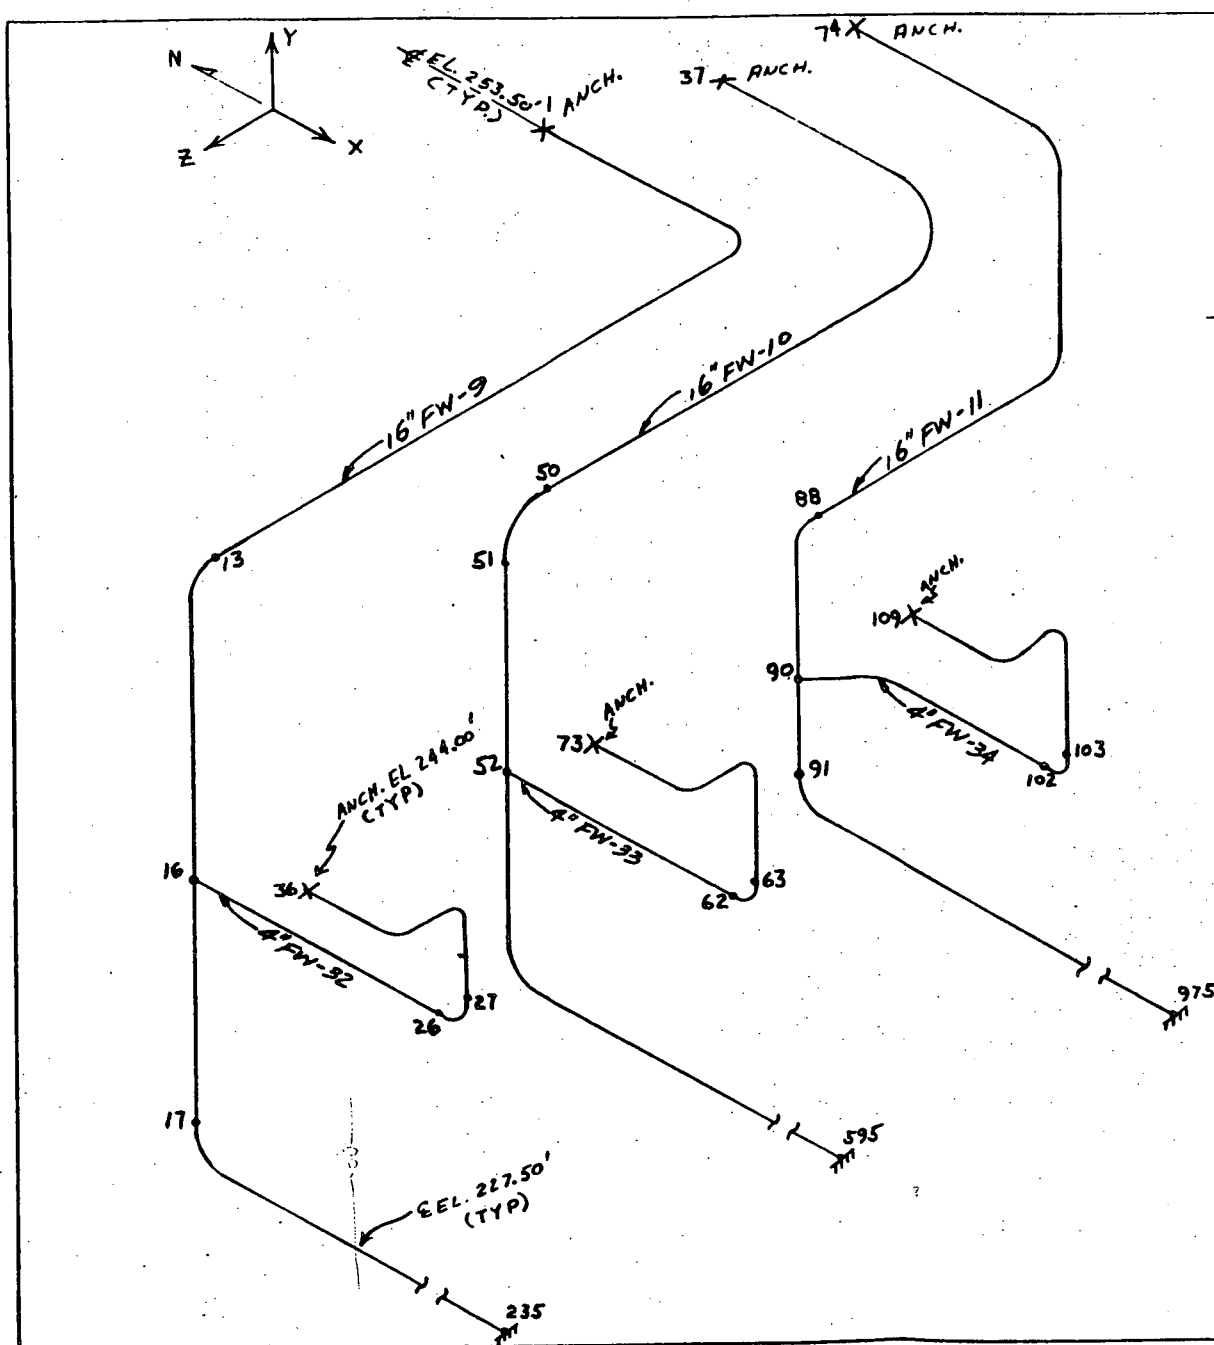 74 ANCH.
37 ANCH.
Y
N
Z
X
℄ EL. 253.50
(TYP.)
1 ANCH.
16" FW-9
16" FW-10
16" FW-11
50
88
13
51
ANCH.
109
90
4" FW-34
103
102
91
ANCH.
73
52
4" FW-33
63
62
ANCH. EL 244.00'
(TYP)
16
36
4" FW-32
27
26
975
17
595
℄ EL. 227.50'
(TYP)
235